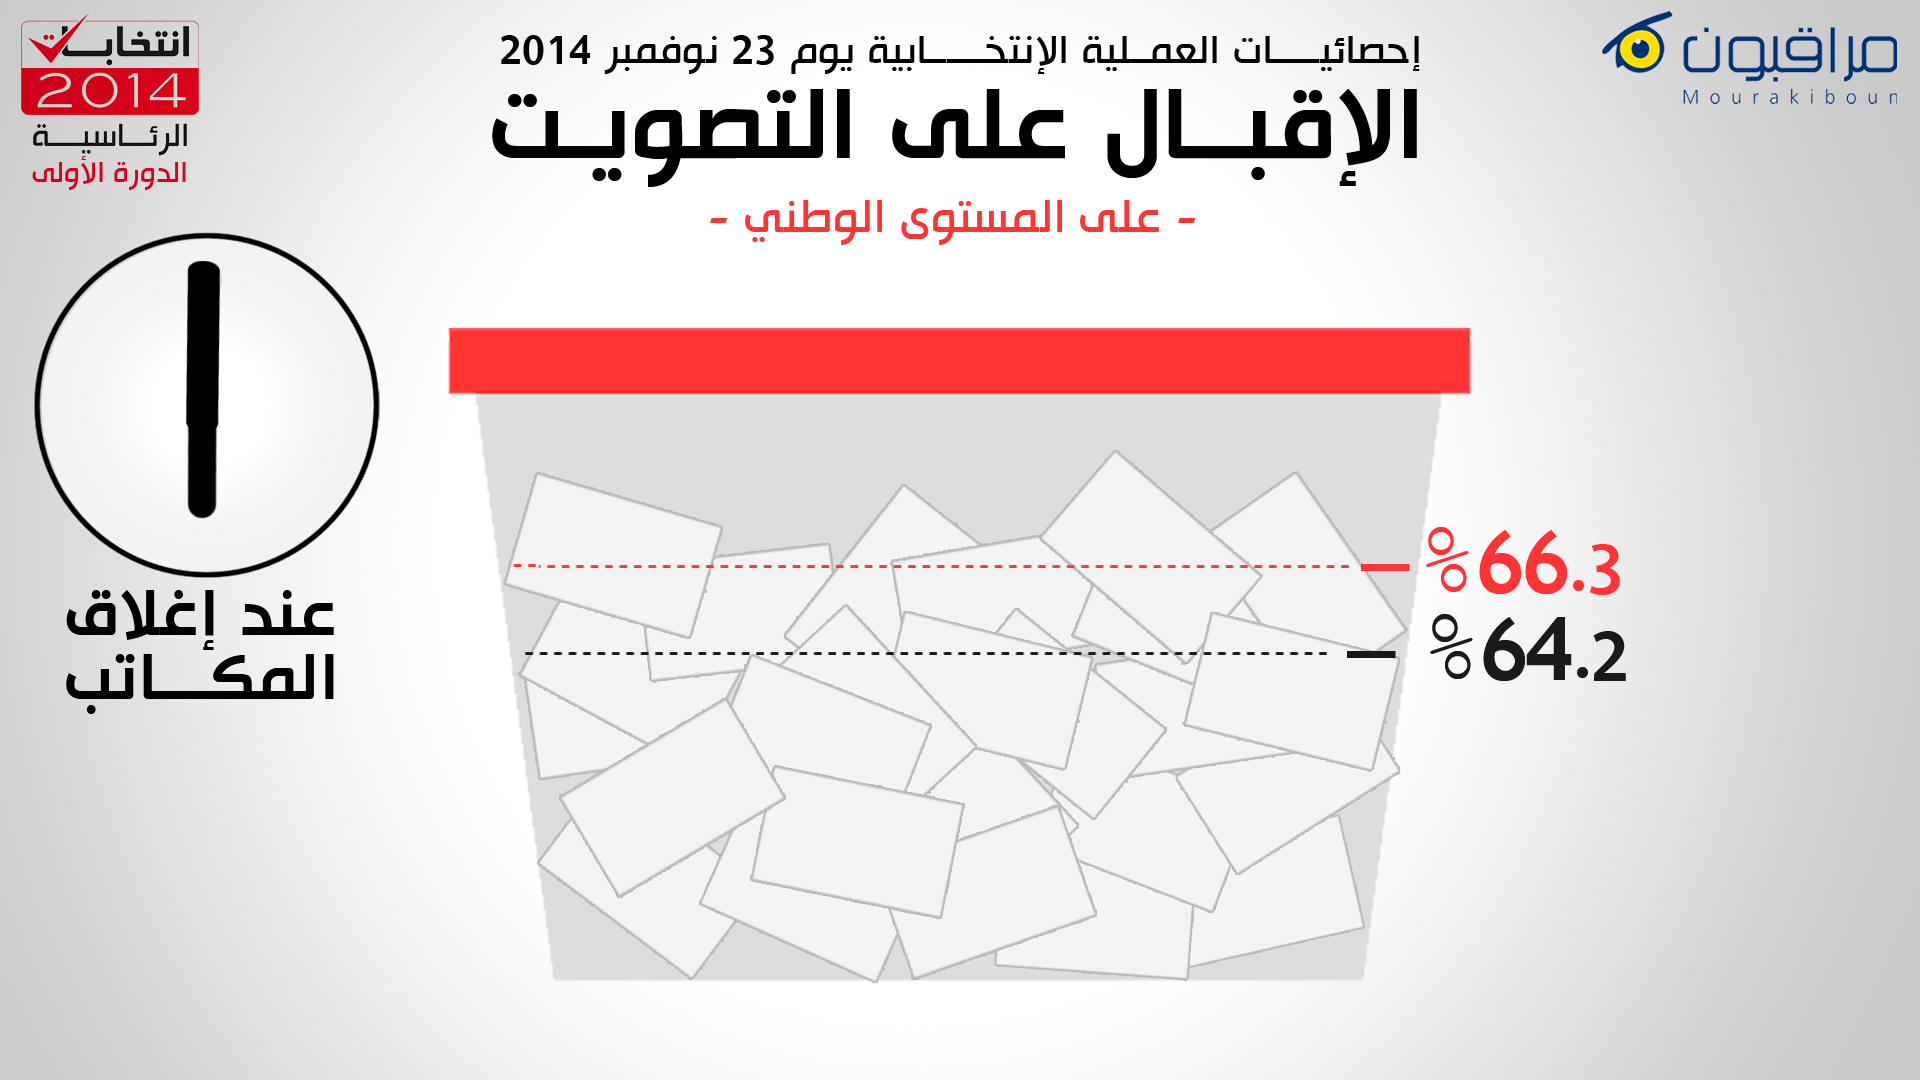 إحصائيات العملية الإنتخابية يوم 23 نوفمبر 2014
الإقبال على التصويت
- على المستوى الوطني -
مراقبون
Mourakiboun
انتخابات
2014
الرئاسية
الدورة الأولى
عند إغلاق
المكاتب
%66.3
%64.2